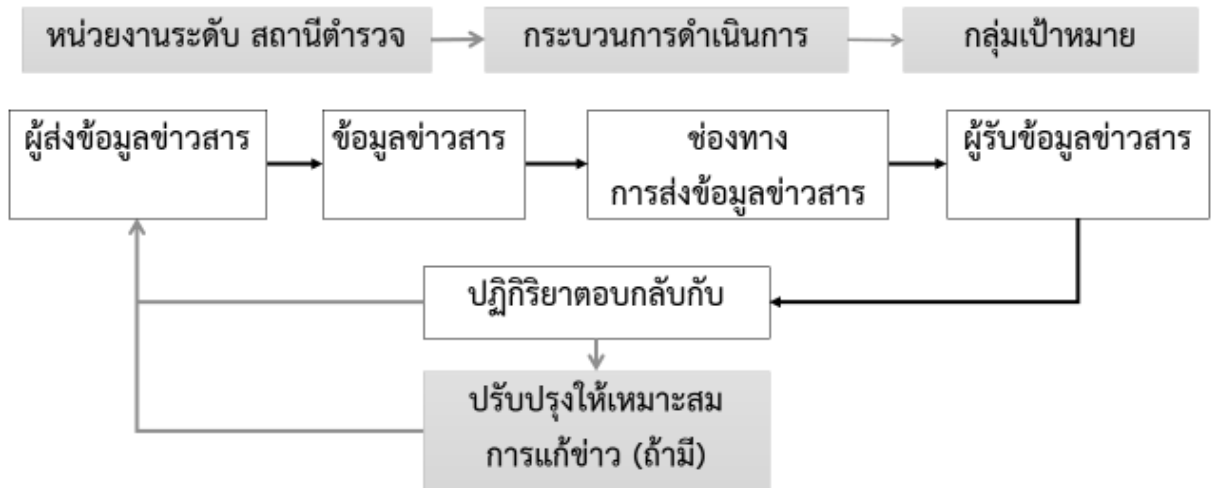 หน่วยงานระดับ สถานีตำรวจ
กระบวนการดำเนินการ
กลุ่มเป้าหมาย
ผู้ส่งข้อมูลข่าวสาร
ข้อมูลข่าวสาร
ช่องทาง
การส่งข้อมูลข่าวสาร
ผู้รับข้อมูลข่าวสาร
ปฏิกิริยาตอบกลับกับ
ปรับปรุงให้เหมาะสม
การแก้ข่าว (ถ้ามี)